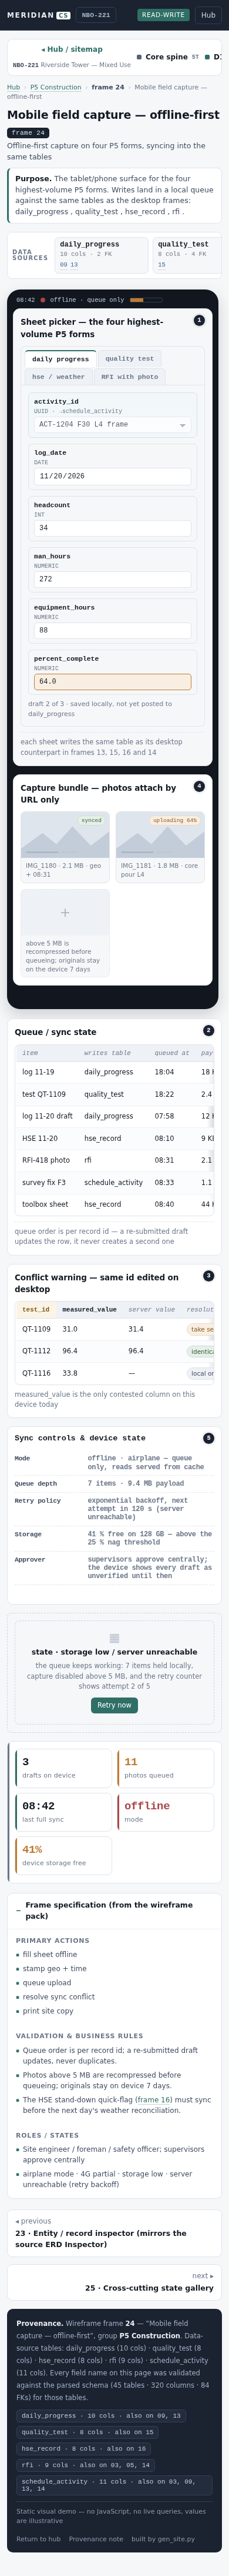 MERIDIAN CS NBO-221 READ-WRITE Hub
◂ Hub / sitemap
NBO-221 Riverside Tower — Mixed Use
Core spine ST
Hub · P5 Construction · frame 24 · Mobile field capture — offline-first
Mobile field capture — offline-first
frame 24
Offline-first capture on four P5 forms, syncing into the same tables
Purpose. The tablet/phone surface for the four
highest-volume P5 forms. Writes land in a local queue
against the same tables as the desktop frames:
daily_progress , quality_test , hse_record , rfi .
DATA SOURCES
daily_progress
10 cols · 2 FK
09 13
quality_test
8 cols · 4 FK
15
08:42 offline · queue only
Sheet picker — the four highest-volume P5 forms
1
daily progress
quality test
hse / weather
RFI with photo
activity_id
UUID · →schedule_activity
ACT-1204 F30 L4 frame
log_date
DATE
11/20/2026
headcount
INT
34
man_hours
NUMERIC
272
equipment_hours
NUMERIC
88
percent_complete
NUMERIC
64.0
draft 2 of 3 · saved locally, not yet posted to
daily_progress
each sheet writes the same table as its desktop
counterpart in frames 13, 15, 16 and 14
Capture bundle — photos attach by URL only
4
synced
IMG_1180 · 2.1 MB · geo + 08:31
uploading 64%
IMG_1181 · 1.8 MB · core pour L4
+
above 5 MB is
recompressed before
queueing; originals stay
on the device 7 days
Queue / sync state
2
item writes table queued at
log 11-19 daily_progress 18:04
test QT-1109 quality_test 18:22 2.4
log 11-20 draft daily_progress 07:58
HSE 11-20 hse_record 08:10
RFI-418 photo rfi 08:31 2.1
survey fix F3 schedule_activity 08:33 1.1
toolbox sheet hse_record 08:40
queue order is per record id — a re-submitted draft
updates the row, it never creates a second one
Conflict warning — same id edited on desktop
3
test_id measured_value server value
QT-1109 31.0 31.4
QT-1112 96.4 96.4
QT-1116 33.8 —
measured_value is the only contested column on this
device today
Sync controls & device state
5
Mode offline · airplane — queue only, reads served from cache
Queue depth 7 items · 9.4 MB payload
Retry policy exponential backoff, next attempt in 120 s (server unreachable)
Storage 41 % free on 128 GB — above the 25 % nag threshold
Approver supervisors approve centrally; the device shows every draft as unverified until then
state · storage low / server unreachable
the queue keeps working: 7 items held locally,
capture disabled above 5 MB, and the retry counter
shows attempt 2 of 5
Retry now
3
drafts on device
11
photos queued
08:42
last full sync
offline
mode
41%
device storage free
− Frame specification (from the wireframe pack)
PRIMARY ACTIONS
fill sheet offline
stamp geo + time
queue upload
resolve sync conflict
print site copy
VALIDATION & BUSINESS RULES
Queue order is per record id; a re-submitted draft
updates, never duplicates.
Photos above 5 MB are recompressed before
queueing; originals stay on device 7 days.
The HSE stand-down quick-flag (frame 16) must sync
before the next day's weather reconciliation.
ROLES / STATES
Site engineer / foreman / safety officer; supervisors
approve centrally
airplane mode · 4G partial · storage low · server
unreachable (retry backoff)
◂ previous
23 · Entity / record inspector (mirrors the
source ERD Inspector)
next ▸
25 · Cross-cutting state gallery
Provenance. Wireframe frame 24 — “Mobile field
capture — offline-first”, group P5 Construction. Data-
source tables: daily_progress (10 cols) · quality_test (8
cols) · hse_record (8 cols) · rfi (9 cols) · schedule_activity
(11 cols). Every field name on this page was validated
against the parsed schema (45 tables · 320 columns · 84
FKs) for those tables.
daily_progress · 10 cols · also on 09, 13
quality_test · 8 cols · also on 15
hse_record · 8 cols · also on 16
rfi · 9 cols · also on 03, 05, 14
schedule_activity · 11 cols · also on 03, 09,
13, 14
Static visual demo — no JavaScript, no live queries, values
are illustrative
Return to hub Provenance note built by gen_site.py